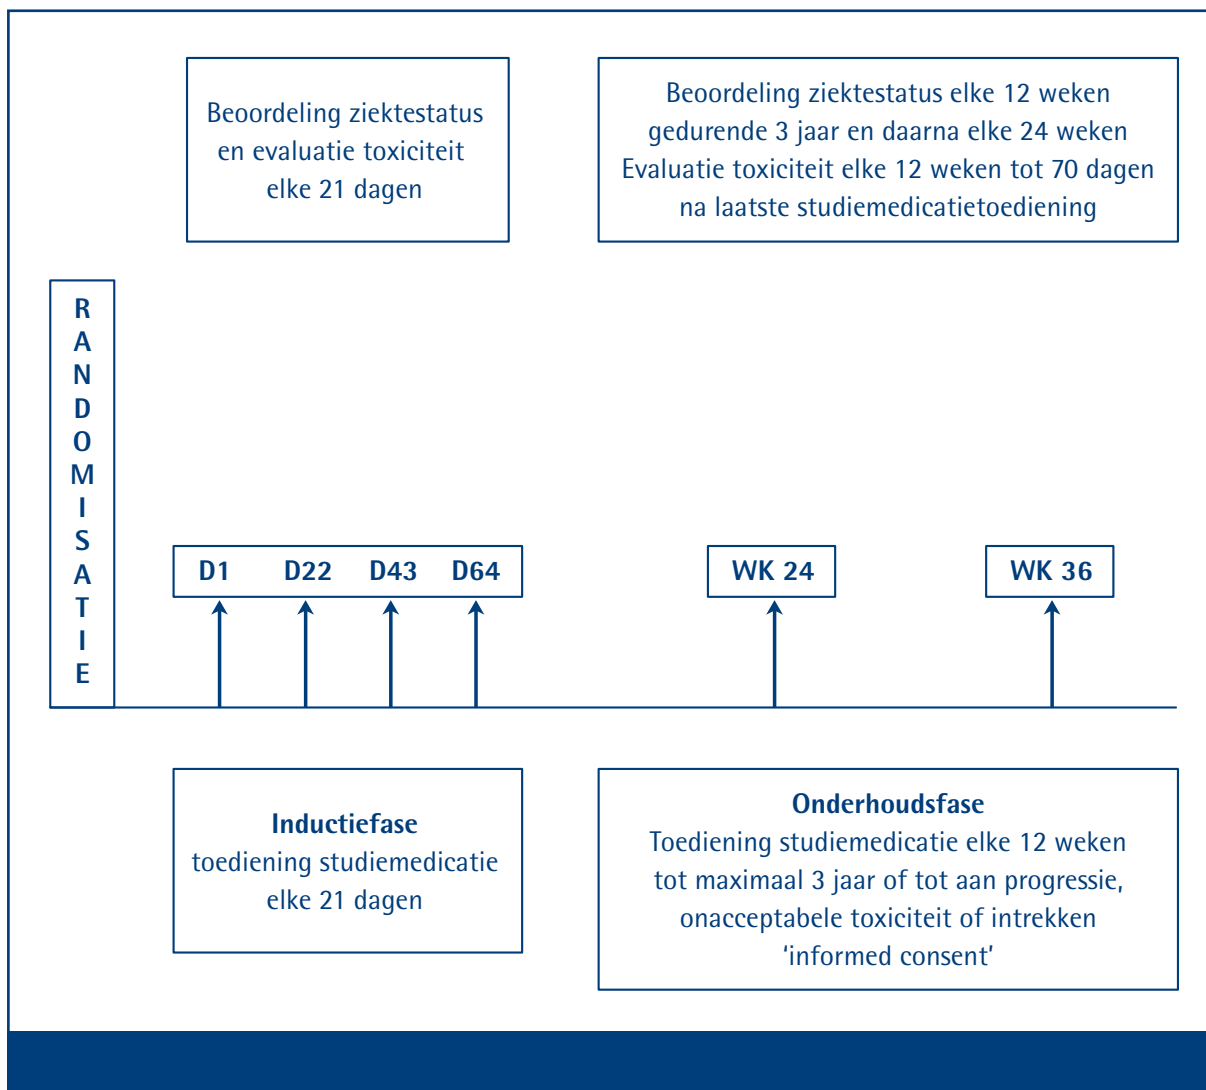 Beoordeling ziektestatus
en evaluatie toxiciteit
elke 21 dagen
Beoordeling ziektestatus elke 12 weken
gedurende 3 jaar en daarna elke 24 weken
Evaluatie toxiciteit elke 12 weken tot 70 dagen
na laatste studiemedicatietoediening
R
A
N
D
O
M
I
S
A
T
I
E
D1 D22 D43 D64
WK 24
WK 36
Inductiefase
toediening studiemedicatie
elke 21 dagen
Onderhoudsfase
Toediening studiemedicatie elke 12 weken
tot maximaal 3 jaar of tot aan progressie,
onacceptabele toxiciteit of intrekken
‘informed consent’